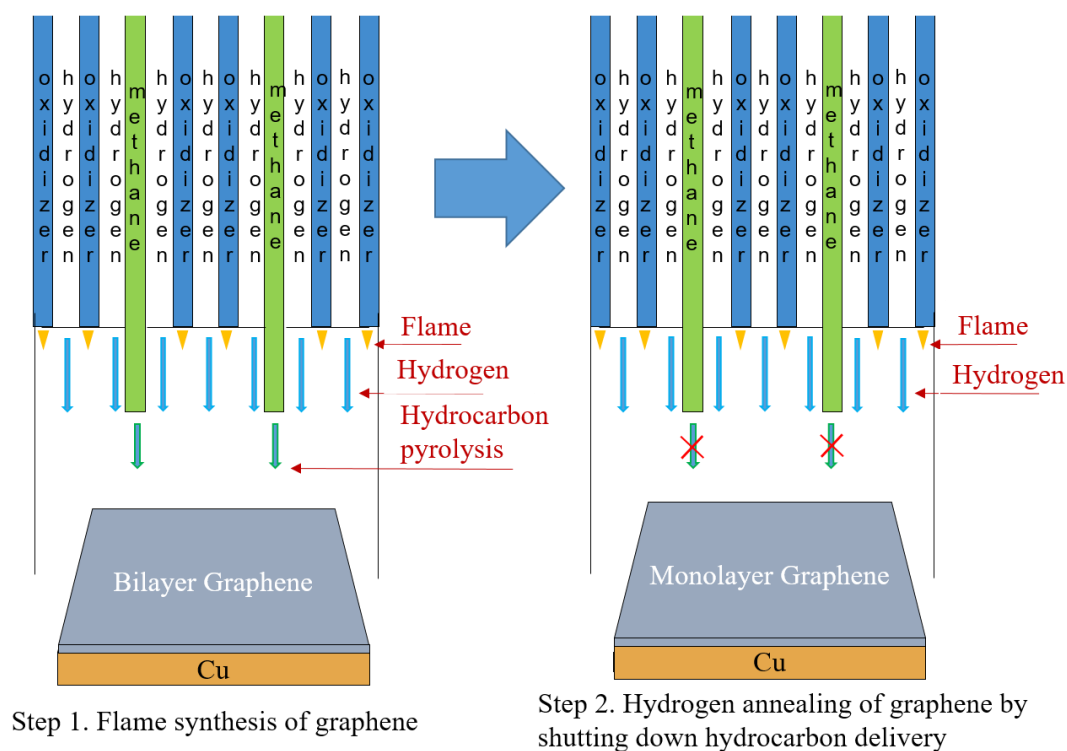 oxidizer
hydrogen
oxidizer
hydrogen
methane
hydrogen
oxidizer
hydrogen
oxidizer
hydrogen
methane
hydrogen
oxidizer
hydrogen
oxidizer
Flame
Hydrogen
Hydrocarbon
pyrolysis
Bilayer Graphene
Cu
Step 1. Flame synthesis of graphene
oxidizer
hydrogen
oxidizer
hydrogen
methane
hydrogen
oxidizer
hydrogen
oxidizer
hydrogen
methane
hydrogen
oxidizer
hydrogen
oxidizer
Flame
Hydrogen
Monolayer Graphene
Cu
Step 2. Hydrogen annealing of graphene by
shutting down hydrocarbon delivery